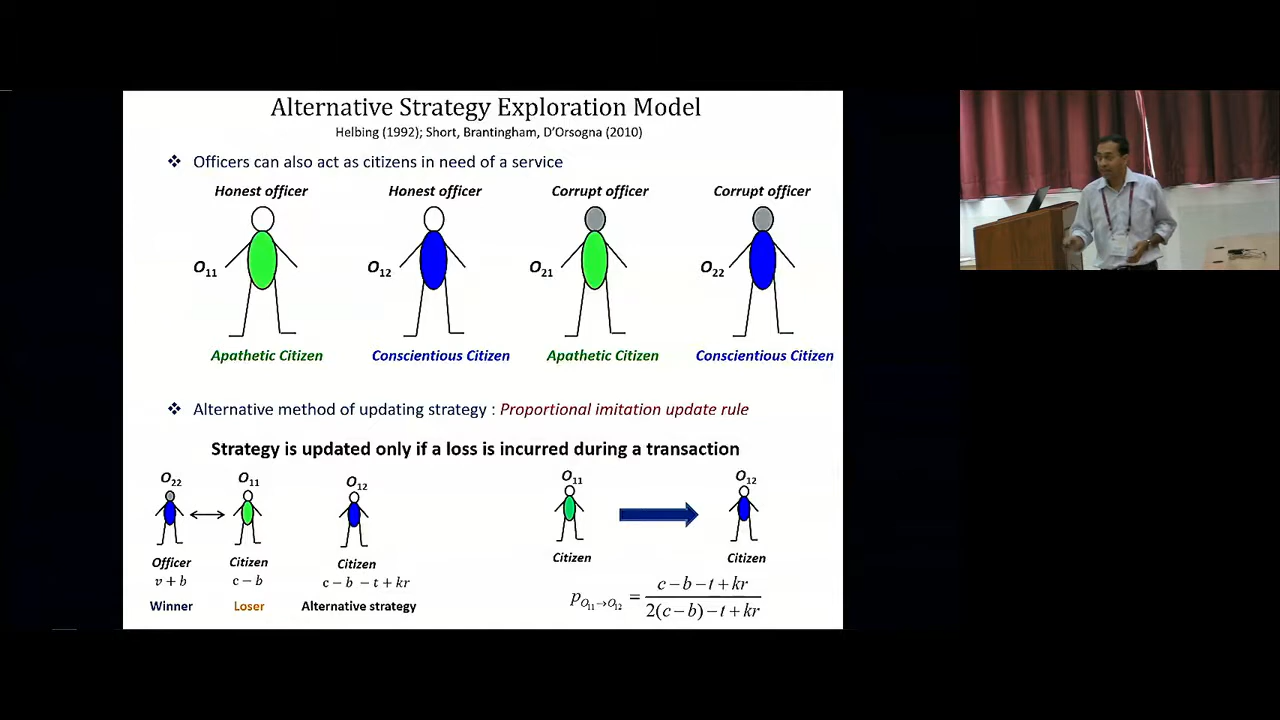 Alternative Strategy Exploration Model
Helbing (1992); Short, Brantingham, D'Orsogna (2010)
❖ Officers can also act as citizens in need of a service
Honest officer Honest officer Corrupt officer Corrupt officer
O₁₁ O₁₂ O₂₁ O₂₂
Apathetic Citizen Conscientious Citizen Apathetic Citizen Conscientious Citizen
❖ Alternative method of updating strategy : Proportional imitation update rule
Strategy is updated only if a loss is incurred during a transaction
O₂₂ O₁₁ O₁₂ O₁₁ O₁₂
Officer Citizen Citizen Citizen Citizen
v + b c − b c − b − t + kr
Winner Loser Alternative strategy
p_{O₁₁→O₁₂} = (c − b − t + kr) / (2(c − b) − t + kr)